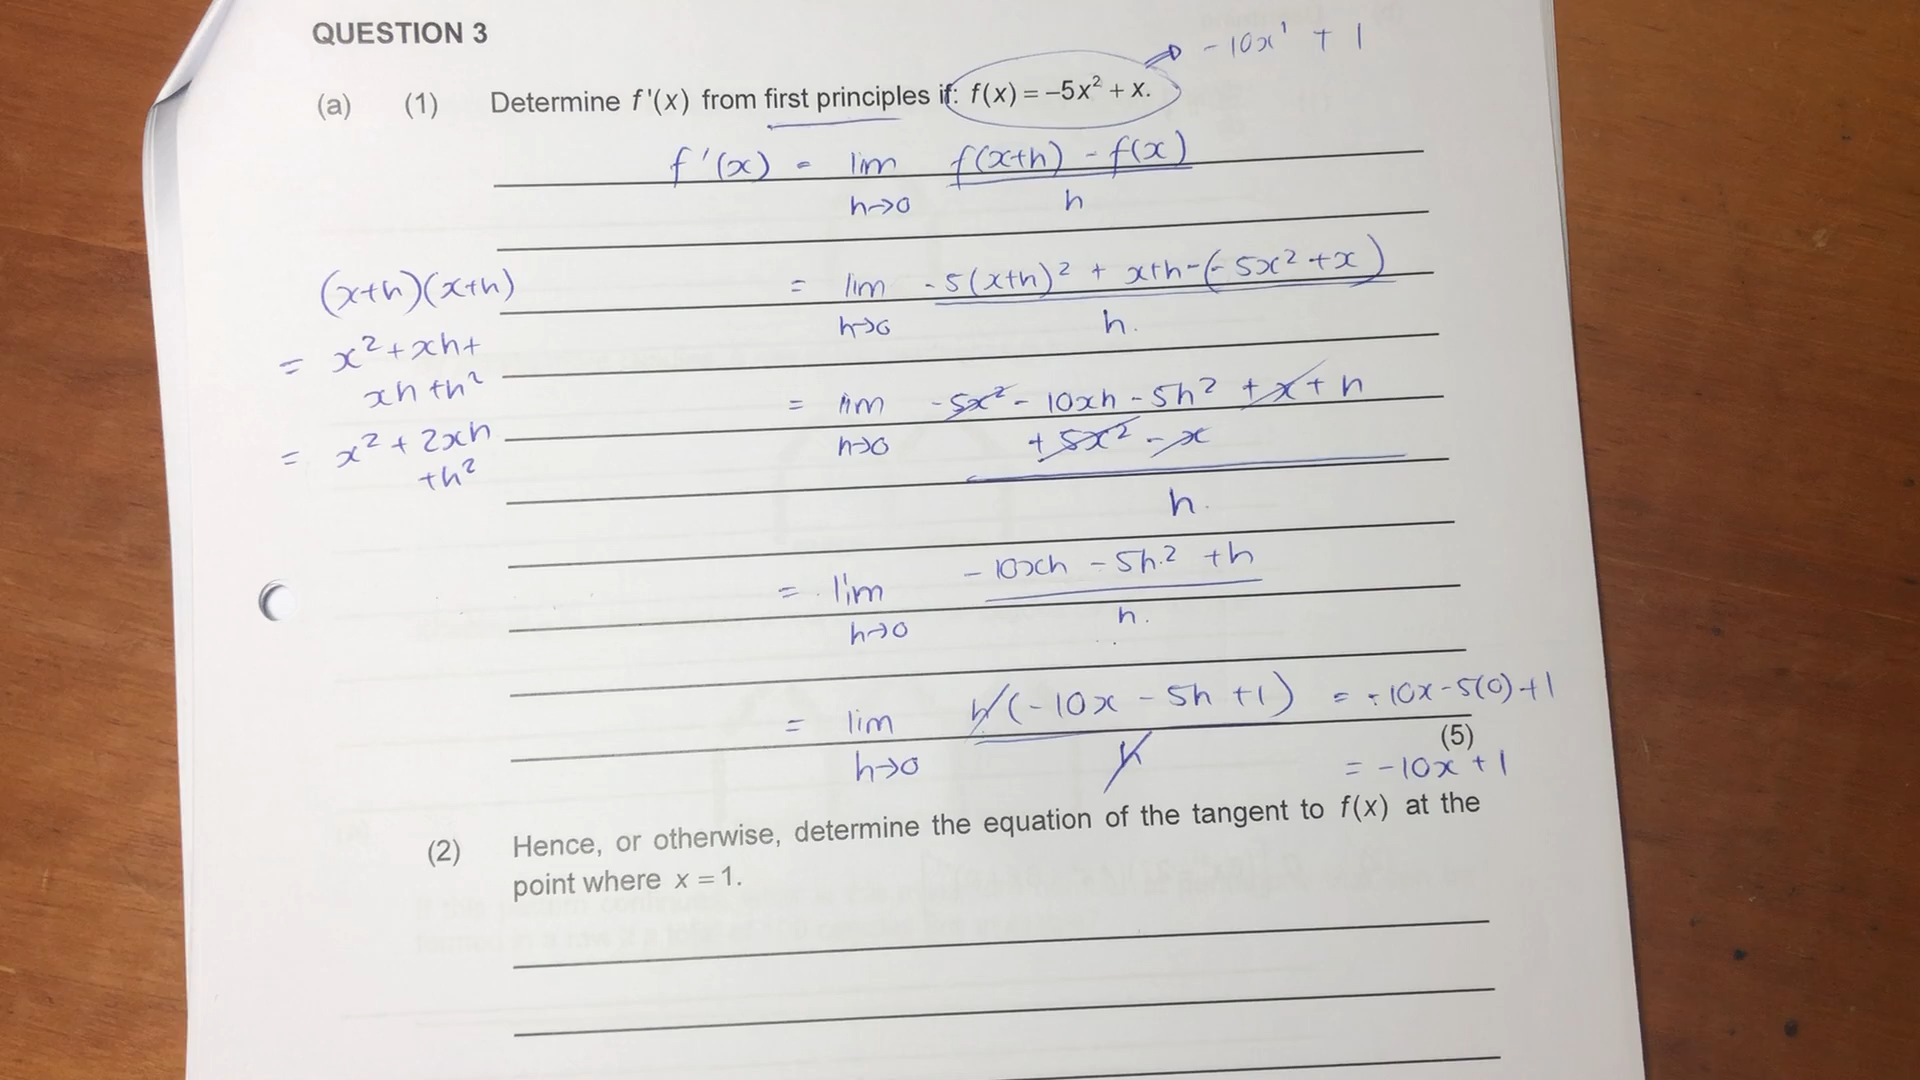 QUESTION 3
-10x¹ + 1
(a) (1) Determine f'(x) from first principles if: f(x) = –5x² + x.
f'(x) = lim f(x+h) - f(x)
h→0 h
(x+h)(x+h)
= x² + xh +
xh + h²
= x² + 2xh
+h²
= lim -5(x+h)² + x+h-(-5x²+x)
h→0 h.
= lim -5x² - 10xh - 5h² + x + h
h→0 + 5x² - x
h.
= lim -10xh - 5h² + h
h→0 h.
= lim h(-10x - 5h + 1) = -10x-5(0)+1
h→0 h
(5)
= -10x + 1
(2) Hence, or otherwise, determine the equation of the tangent to f(x) at the
point where x = 1.